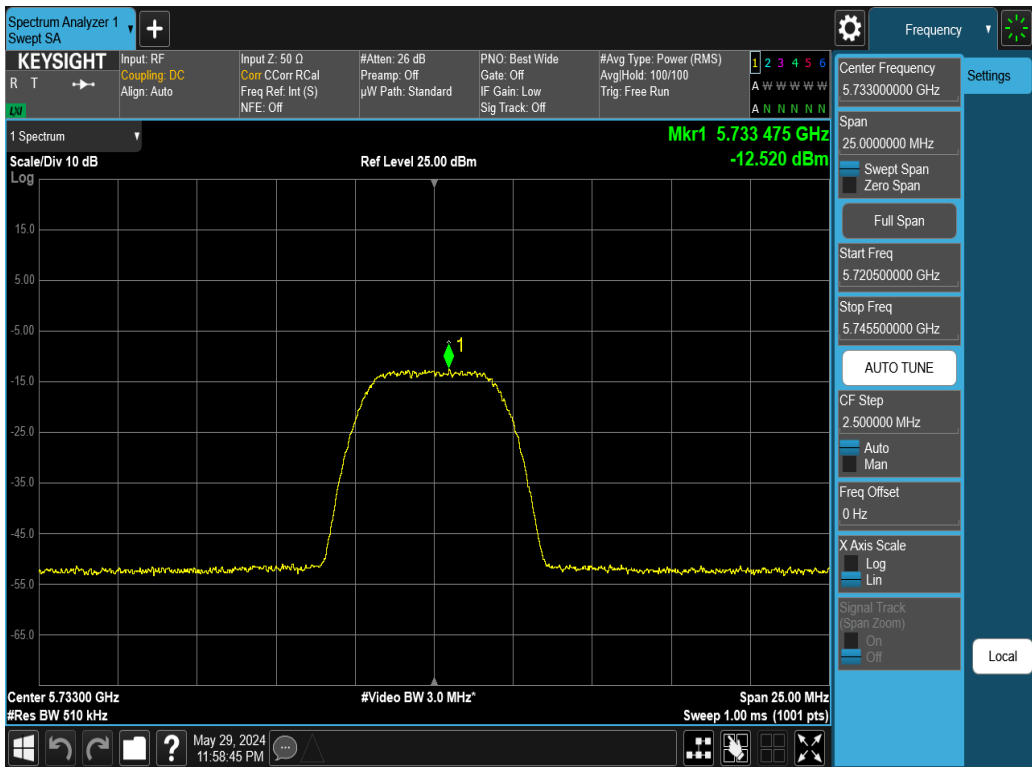 Spectrum Analyzer 1
Swept SA
+
Frequency
KEYSIGHT
R T
LXI
Input: RF
Coupling: DC
Align: Auto
Input Z: 50 Ω
Corr CCorr RCal
Freq Ref: Int (S)
NFE: Off
#Atten: 26 dB
Preamp: Off
µW Path: Standard
PNO: Best Wide
Gate: Off
IF Gain: Low
Sig Track: Off
#Avg Type: Power (RMS)
Avg|Hold: 100/100
Trig: Free Run
1 2 3 4 5 6
A W W W W W
A N N N N N
1 Spectrum
Mkr1 5.733 475 GHz
-12.520 dBm
Scale/Div 10 dB
Ref Level 25.00 dBm
Log
15.0
5.00
-5.00
-15.0
-25.0
-35.0
-45.0
-55.0
-65.0
1
Center 5.73300 GHz
#Video BW 3.0 MHz*
Span 25.00 MHz
#Res BW 510 kHz
Sweep 1.00 ms (1001 pts)
Center Frequency
5.733000000 GHz
Settings
Span
25.0000000 MHz
Swept Span
Zero Span
Full Span
Start Freq
5.720500000 GHz
Stop Freq
5.745500000 GHz
AUTO TUNE
CF Step
2.500000 MHz
Auto
Man
Freq Offset
0 Hz
X Axis Scale
Log
Lin
Signal Track
(Span Zoom)
On
Off
Local
?
May 29, 2024
11:58:45 PM